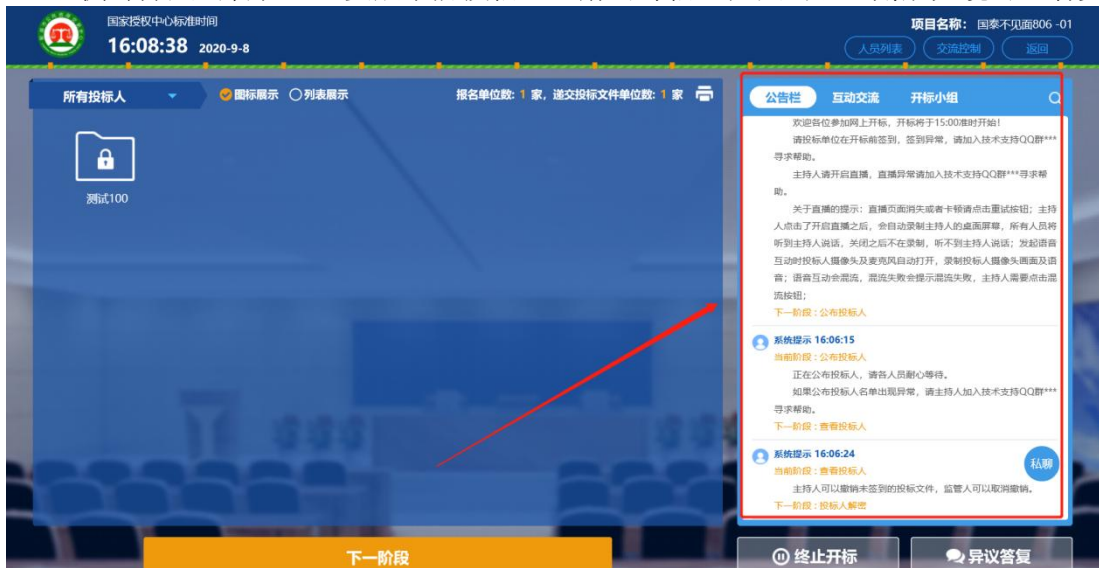 国家授权中心标准时间
16:08:38 2020-9-8
项目名称： 国泰不见面806 -01
人员列表 交流控制 返回
所有投标人 图标展示 列表展示 报名单位数: 1 家，递交投标文件单位数: 1 家
测试100
公告栏 互动交流 开标小组
欢迎各位参加网上开标，开标将于15:00准时开始！
请投标单位在开标前签到，签到异常，请加入技术支持QQ群***
寻求帮助。
主持人请开启直播，直播异常请加入技术支持QQ群***寻求帮
助。
关于直播的提示：直播页面消失或者卡顿请点击重试按钮；主持
人点击了开启直播之后，会自动录制主持人的桌面屏幕，所有人员将
听到主持人说话，关闭之后不在录制，听不到主持人说话；发起语音
互动时投标人摄像头及麦克风自动打开，录制投标人摄像头画面及语
音；语音互动会混流，混流失败会提示混流失败，主持人需要点击混
流按钮；
下一阶段 : 公布投标人
系统提示 16:06:15
当前阶段 : 公布投标人
正在公布投标人，请各人员耐心等待。
如果公布投标人名单出现异常，请主持人加入技术支持QQ群***
寻求帮助。
下一阶段 : 查看投标人
系统提示 16:06:24
当前阶段 : 查看投标人
主持人可以撤销未签到的投标文件，监管人可以取消撤销。
下一阶段 : 投标人解密
私聊
下一阶段 终止开标 异议答复